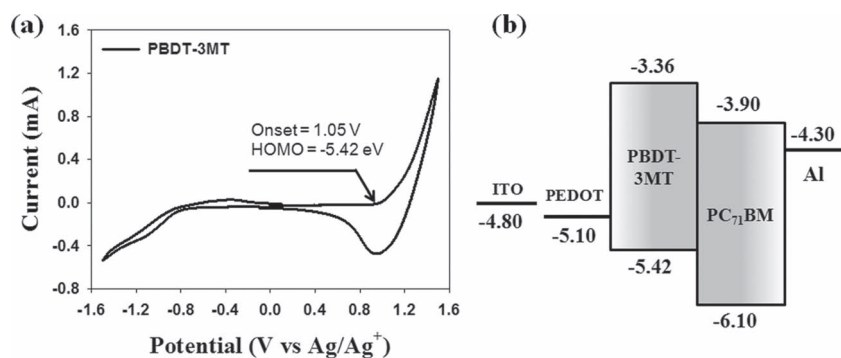 (a)
PBDT-3MT
Onset = 1.05 V
HOMO = -5.42 eV
Current (mA)
1.6
1.2
0.8
0.4
0.0
-0.4
-0.8
-1.6 -1.2 -0.8 -0.4 0.0 0.4 0.8 1.2 1.6
Potential (V vs Ag/Ag⁺)
(b)
-3.36
-3.90
-4.30
Al
PBDT-
3MT
ITO
-4.80
PEDOT
-5.10
PC₇₁BM
-5.42
-6.10